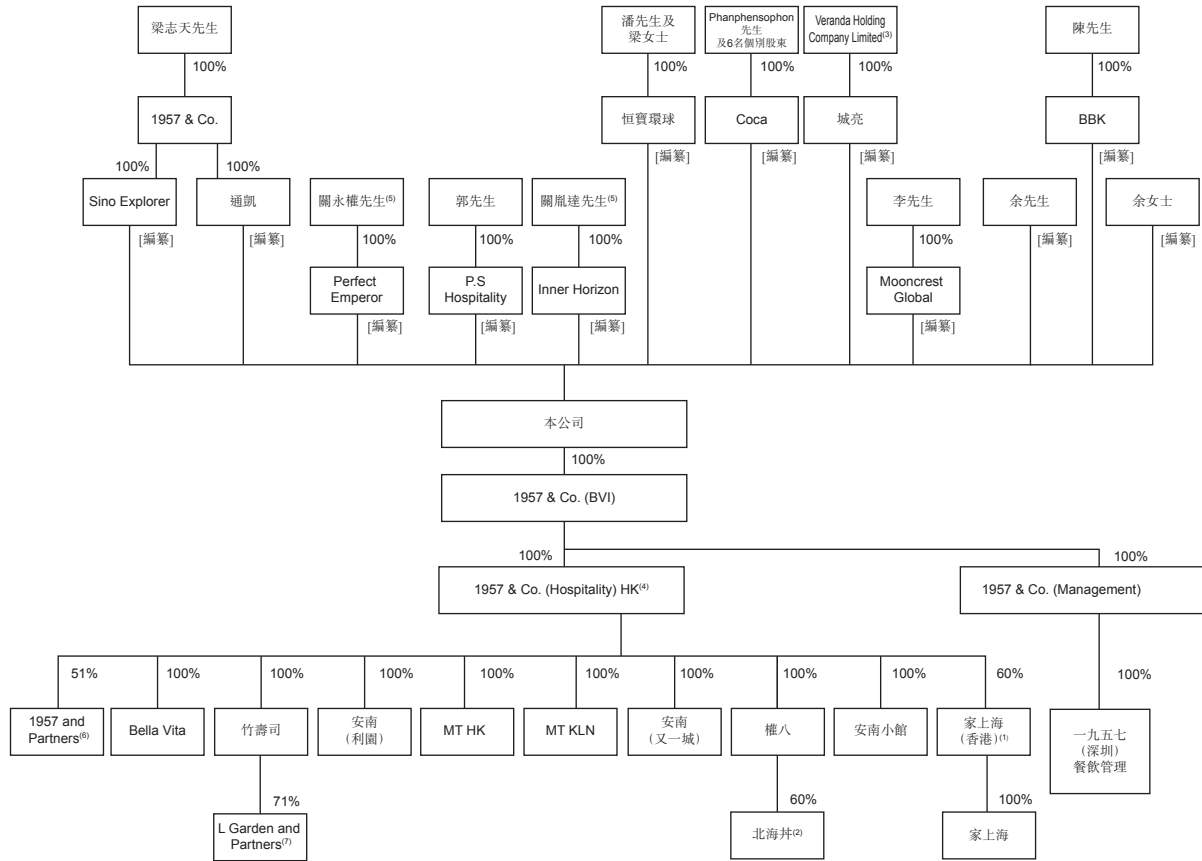 梁志天先生
潘先生及
梁女士
Phanphensophon
先生
及6名個別股東
Veranda Holding
Company Limited(3)
陳先生
100%
100%
100%
100%
100%
1957 & Co.
恒寶環球
Coca
城亮
BBK
[編纂]
[編纂]
[編纂]
[編纂]
100%
100%
Sino Explorer
通凱
關永權先生(5)
郭先生
關胤達先生(5)
李先生
余先生
余女士
[編纂]
[編纂]
[編纂]
[編纂]
100%
100%
100%
100%
Perfect
Emperor
P.S
Hospitality
Inner Horizon
Mooncrest
Global
[編纂]
[編纂]
[編纂]
[編纂]
本公司
100%
1957 & Co. (BVI)
100%
100%
1957 & Co. (Hospitality) HK(4)
1957 & Co. (Management)
51%
100%
100%
100%
100%
100%
100%
100%
100%
60%
100%
1957 and
Partners(6)
Bella Vita
竹壽司
安南
(利園)
MT HK
MT KLN
安南
(又一城)
權八
安南小館
家上海
(香港)(1)
一九五七
(深圳)
餐飲管理
71%
60%
100%
L Garden and
Partners(7)
北海丼(2)
家上海